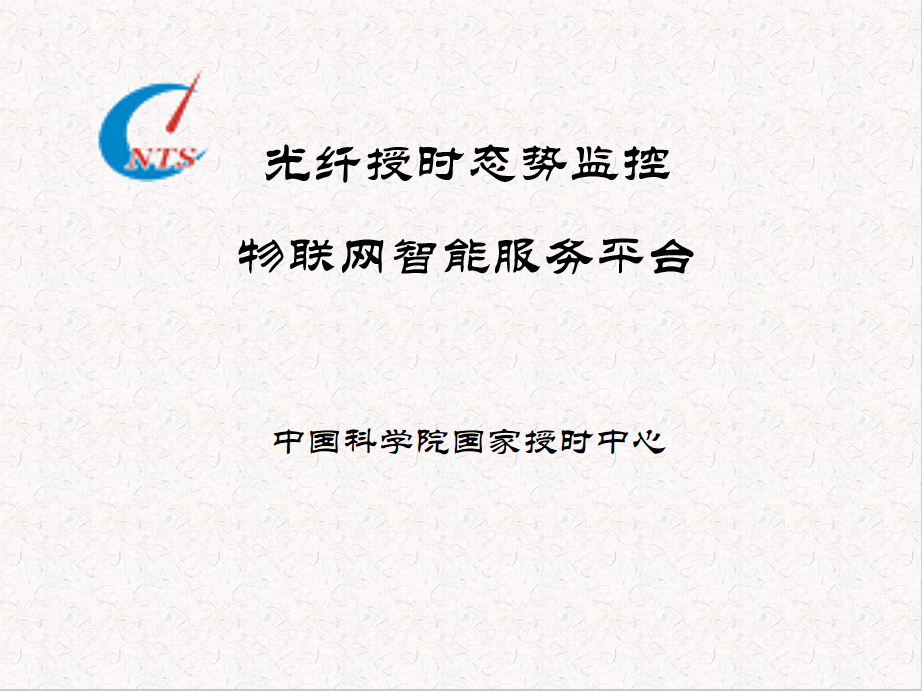 NTS
光纤授时态势监控
物联网智能服务平台
中国科学院国家授时中心